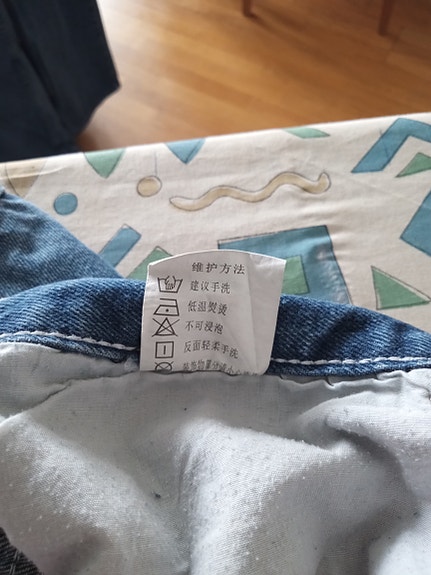 维护方法
建议手洗
低温熨烫
不可浸泡
反面轻柔手洗